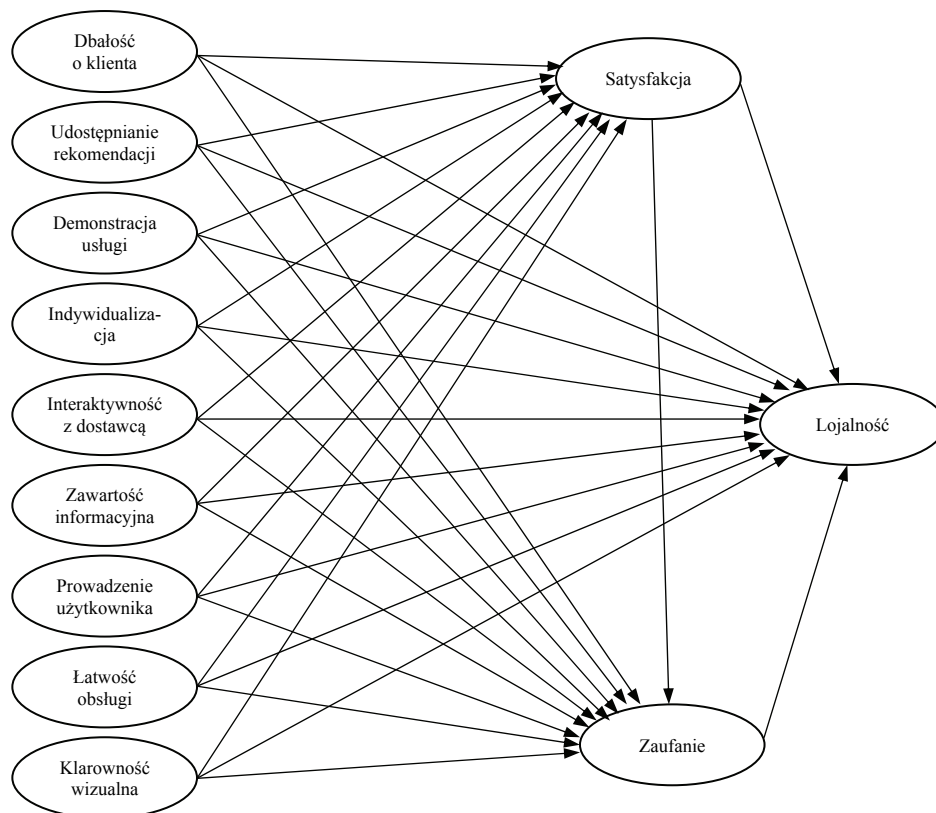 Dbałość
o klienta
Udostępnianie
rekomendacji
Demonstracja
usługi
Indywidualiza-
cja
Interaktywność
z dostawcą
Zawartość
informacyjna
Prowadzenie
użytkownika
Łatwość
obsługi
Klarowność
wizualna
Satysfakcja
Lojalność
Zaufanie